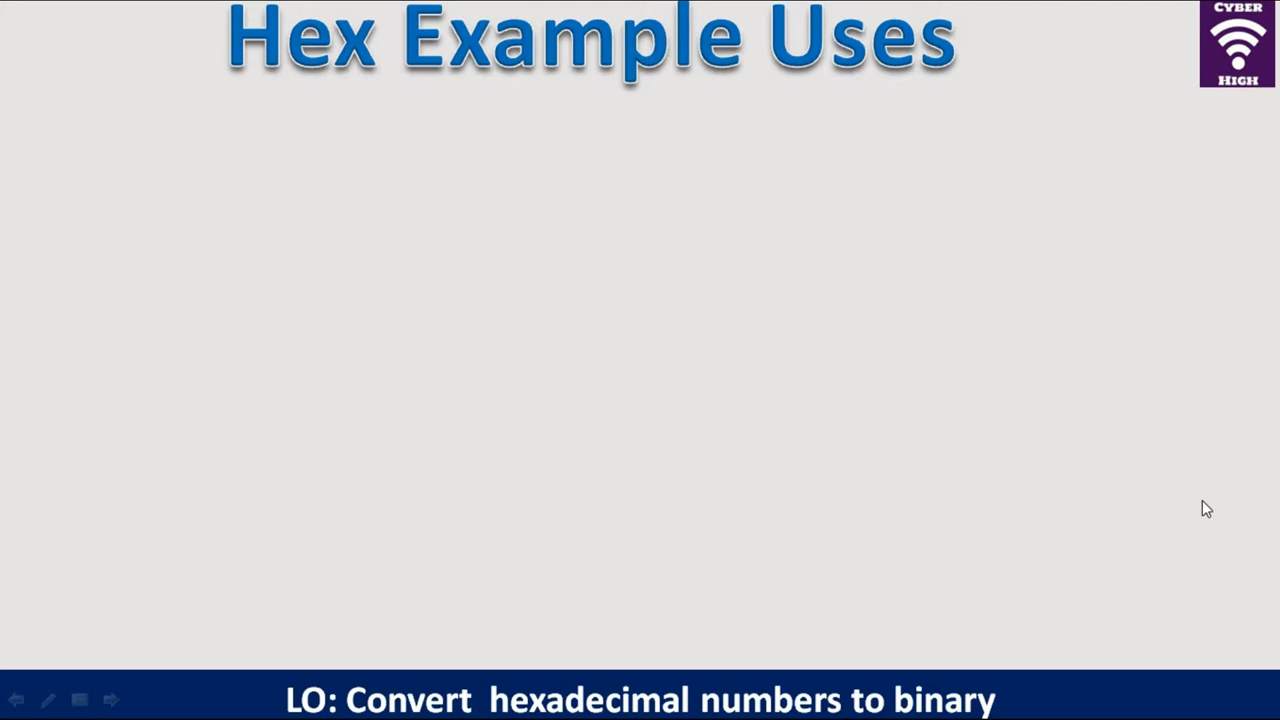 Hex Example Uses
CYBER
HIGH
LO: Convert  hexadecimal numbers to binary